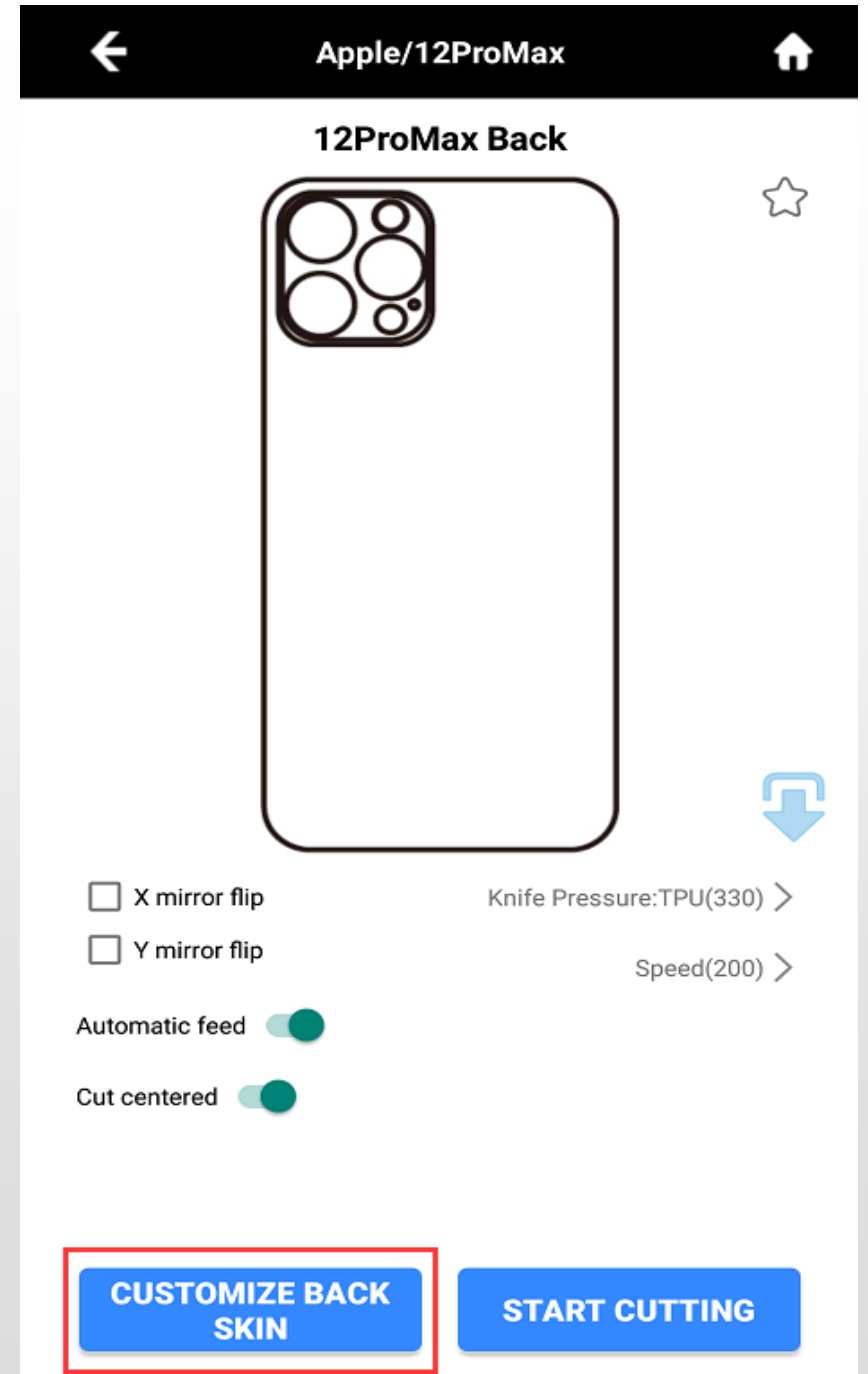 Apple/12ProMax
12ProMax Back
X mirror flip
Knife Pressure:TPU(330)
Y mirror flip
Speed(200)
Automatic feed
Cut centered
CUSTOMIZE BACK
SKIN
START CUTTING